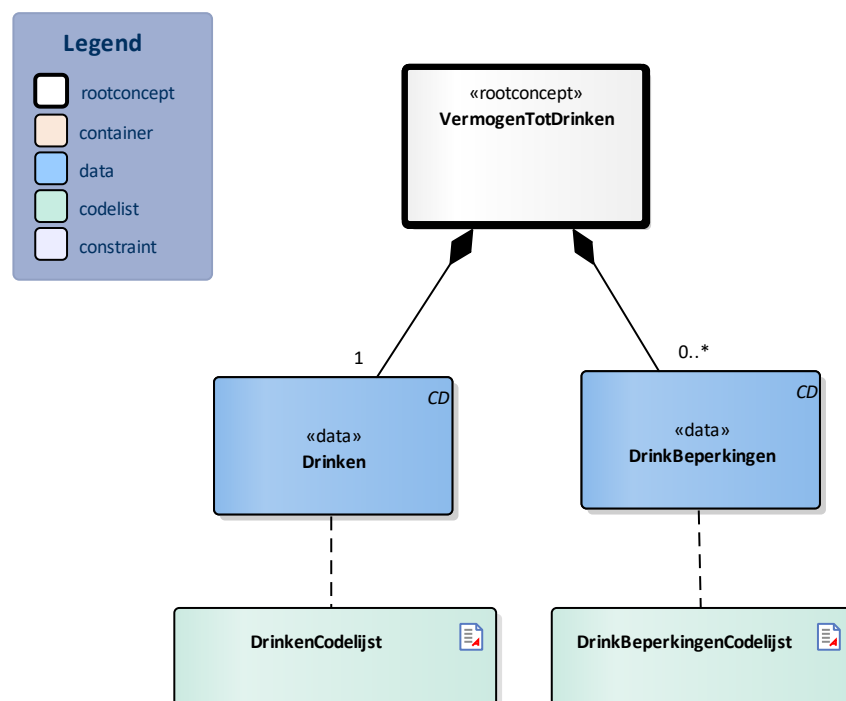 Legend
rootconcept
container
data
codelist
constraint
«rootconcept»
VermogenTotDrinken
1
0..*
CD
«data»
Drinken
CD
«data»
DrinkBeperkingen
DrinkenCodelijst
DrinkBeperkingenCodelijst